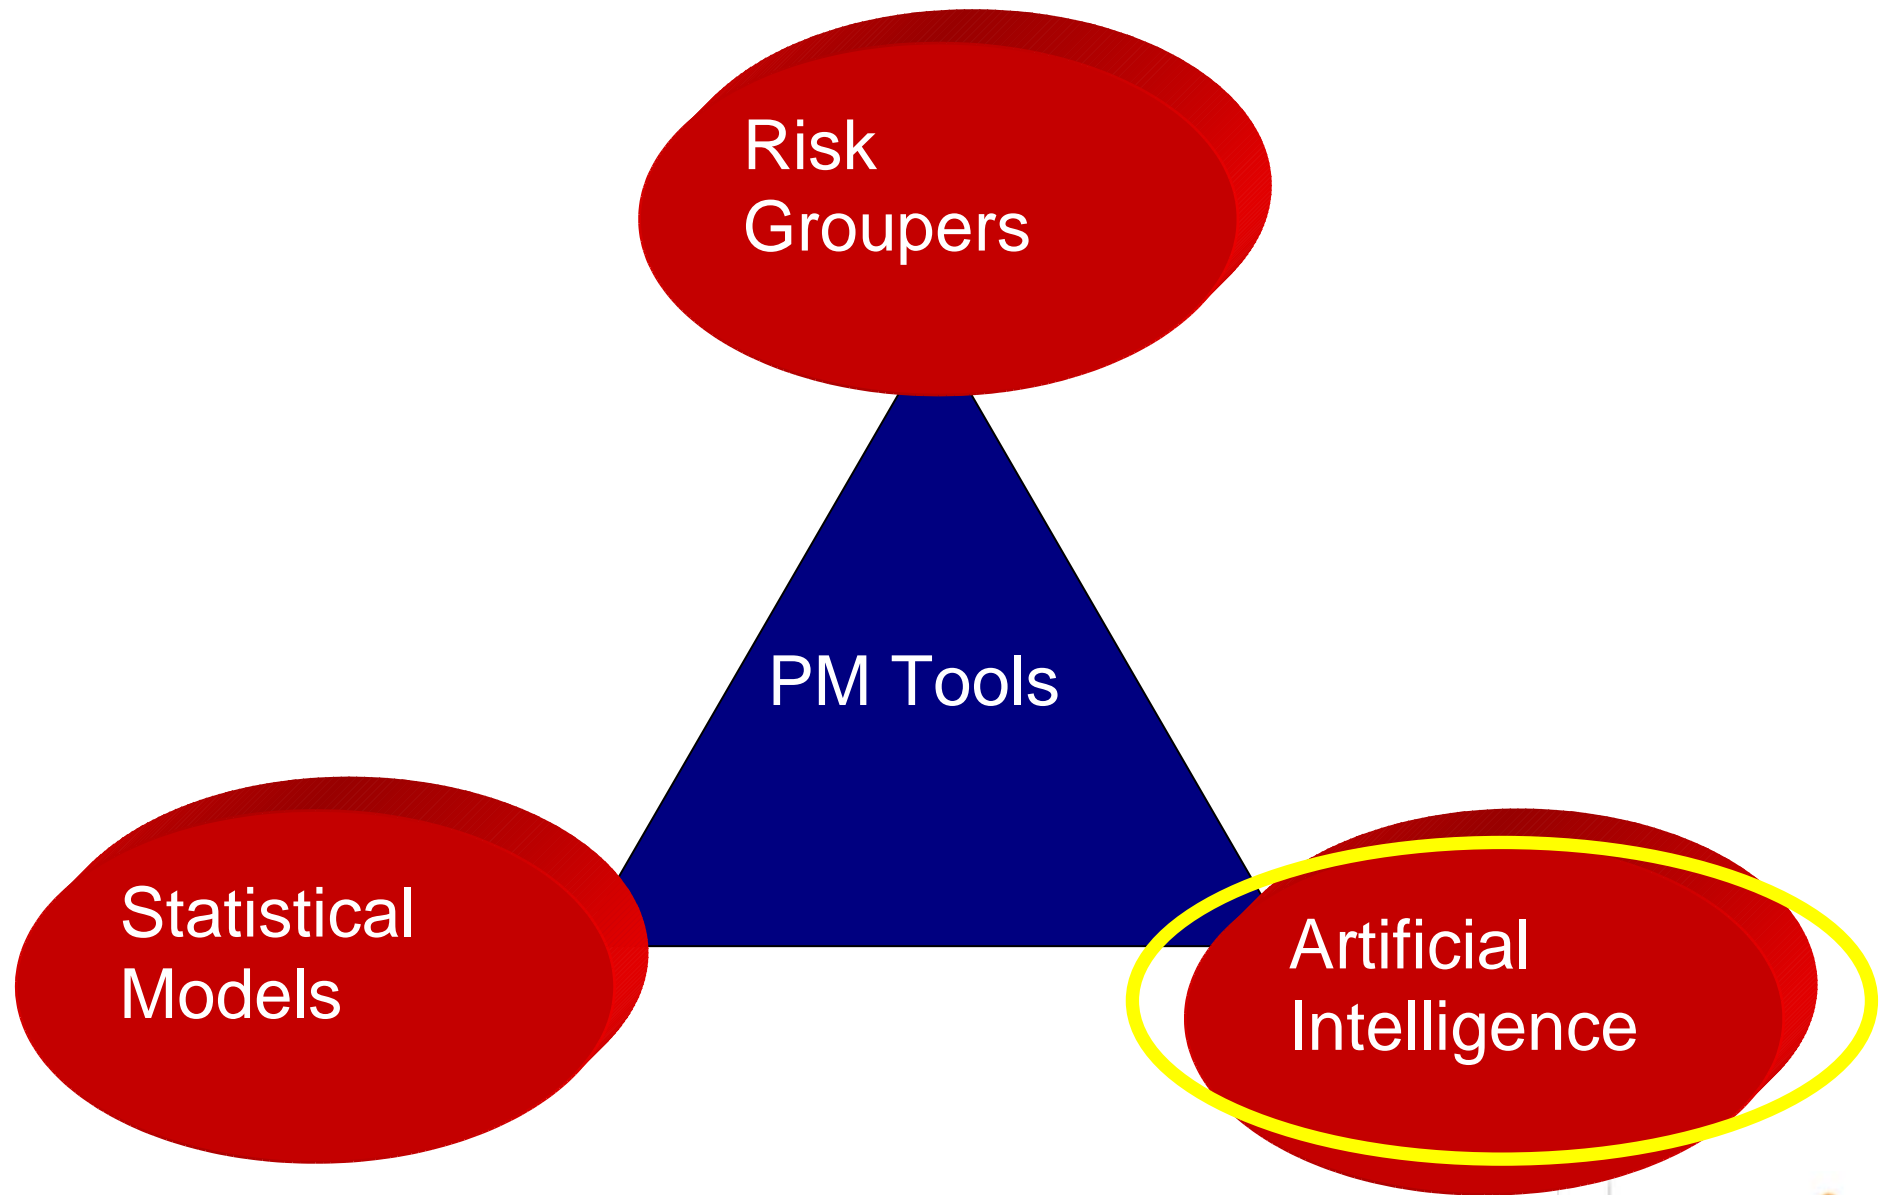 Risk
Groupers
PM Tools
Statistical
Models
Artificial
Intelligence